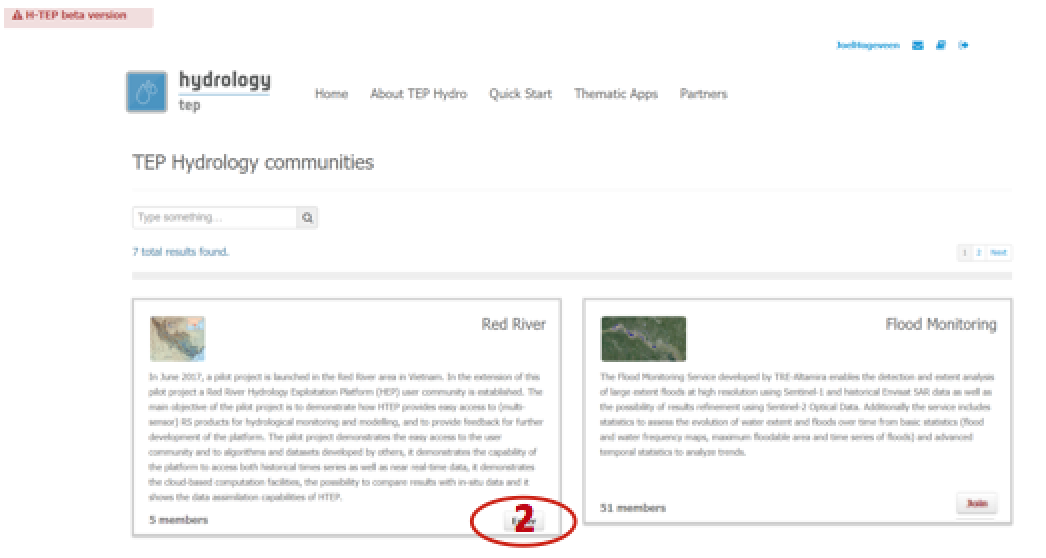 H-TEP beta version
JoelHogeveen
hydrology
tep
Home About TEP Hydro Quick Start Thematic Apps Partners
TEP Hydrology communities
Type something...
7 total results found.
1 2 Next
Red River
In June 2017, a pilot project is launched in the Red River area in Vietnam. In the extension of this
pilot project a Red River Hydrology Exploitation Platform (HEP) user community is established. The
main objective of the pilot project is to demonstrate how HTEP provides easy access to (multi-
sensor) RS products for hydrological monitoring and modelling, and to provide feedback for further
development of the platform. The pilot project demonstrates the easy access to the user
community and to algorithms and datasets developed by others, it demonstrates the capability of
the platform to access both historical times series as well as near real-time data, it demonstrates
the cloud-based computation facilities, the possibility to compare results with in-situ data and it
shows the data assimilation capabilities of HTEP.
5 members
2
Flood Monitoring
The Flood Monitoring Service developed by TRE-Altamira enables the detection and extent analysis
of large extent floods at high resolution using Sentinel-1 and historical Envisat SAR data as well as
the possibility of results refinement using Sentinel-2 Optical Data. Additionally the service includes
statistics to assess the evolution of water extent and floods over time from basic statistics (flood
and water frequency maps, maximum floodable area and time series of floods) and advanced
temporal statistics to analyze trends.
51 members
Join